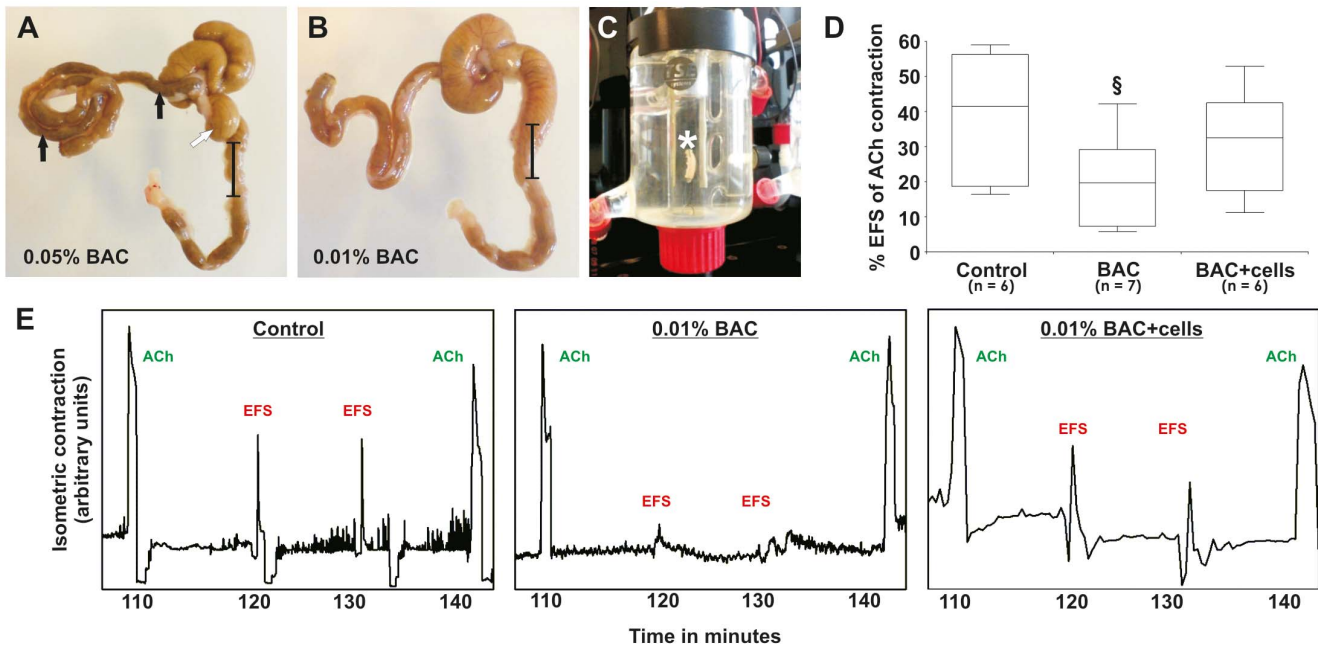 A
0.05% BAC
B
0.01% BAC
C
*
D
% EFS of ACh contraction
60
50
40
30
20
10
0
§
Control
(n = 6)
BAC
(n = 7)
BAC+cells
(n = 6)
E
Isometric contraction
(arbitrary units)
Control
ACh
EFS
EFS
ACh
110
120
130
140
0.01% BAC
ACh
EFS
EFS
ACh
110
120
130
140
0.01% BAC+cells
ACh
EFS
EFS
ACh
110
120
130
140
Time in minutes